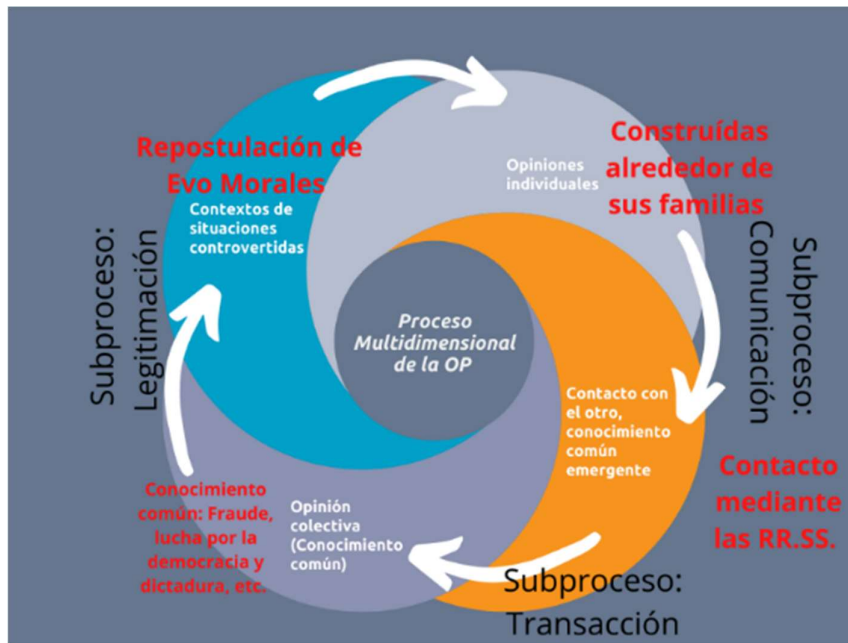 Repostulación de
Evo Morales
Contextos de
situaciones
controvertidas
Opiniones
individuales
Construídas
alrededor de
sus familias
Subproceso:
Legitimación
Subproceso:
Comunicación
Proceso
Multidimensional
de la OP
Contacto con
el otro,
conocimiento
común
emergente
Contacto
mediante
las RR.SS.
Conocimiento
común: Fraude,
lucha por la
democracia y
dictadura, etc.
Opinión
colectiva
(Conocimiento
común)
Subproceso:
Transacción